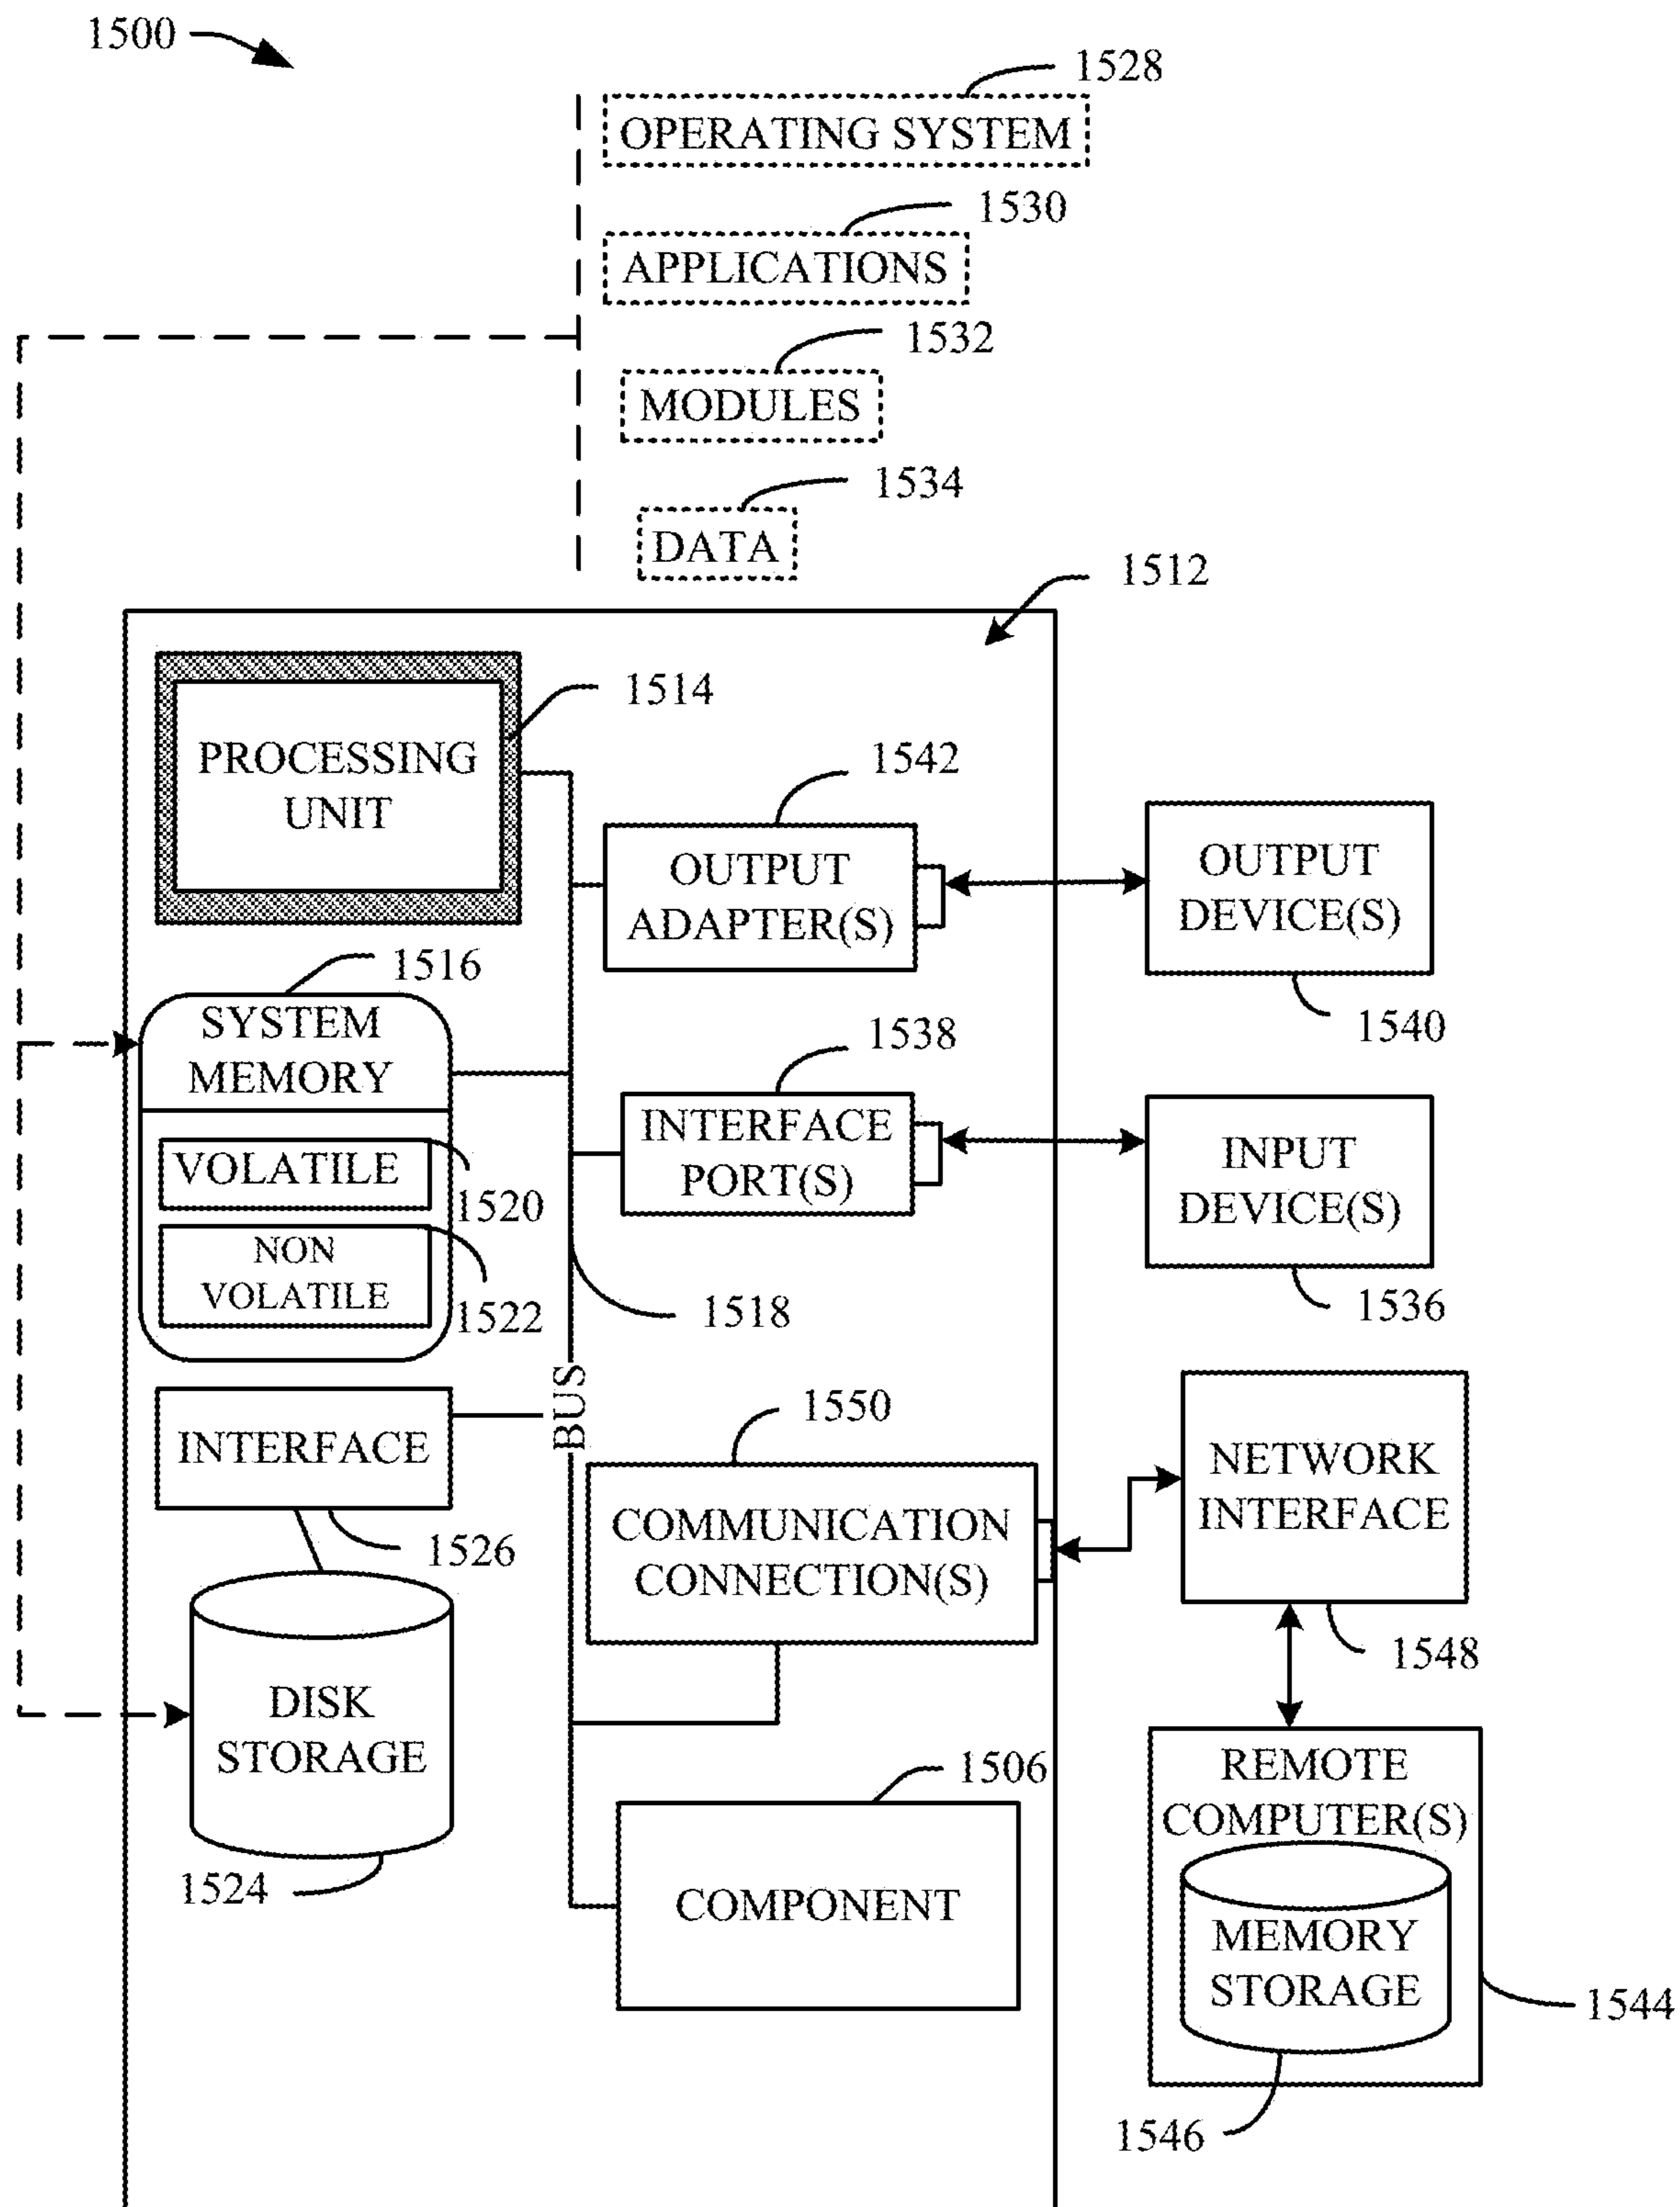 1500
1528
OPERATING SYSTEM
1530
APPLICATIONS
1532
MODULES
1534
DATA
1512
1514
PROCESSING
UNIT
1542
OUTPUT
ADAPTER(S)
OUTPUT
DEVICE(S)
1540
1516
SYSTEM
MEMORY
VOLATILE
1520
NON
VOLATILE
1522
1538
INTERFACE
PORT(S)
INPUT
DEVICE(S)
1536
1518
BUS
INTERFACE
1526
1550
COMMUNICATION
CONNECTION(S)
NETWORK
INTERFACE
1548
DISK
STORAGE
1524
1506
COMPONENT
REMOTE
COMPUTER(S)
MEMORY
STORAGE
1544
1546